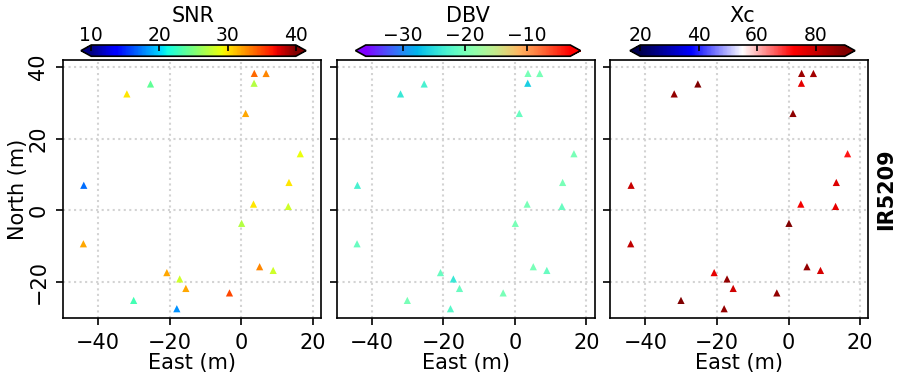 SNR DBV Xc
10 20 30 40 −30 −20 −10 20 40 60 80
40
20
0
−20
North (m)
IR5209
−40 −20 0 20 −40 −20 0 20 −40 −20 0 20
East (m) East (m) East (m)